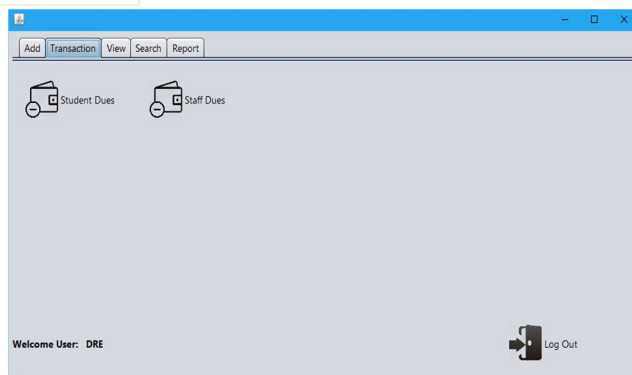 Add Transaction View Search Report
Student Dues Staff Dues
Welcome User: DRE
Log Out